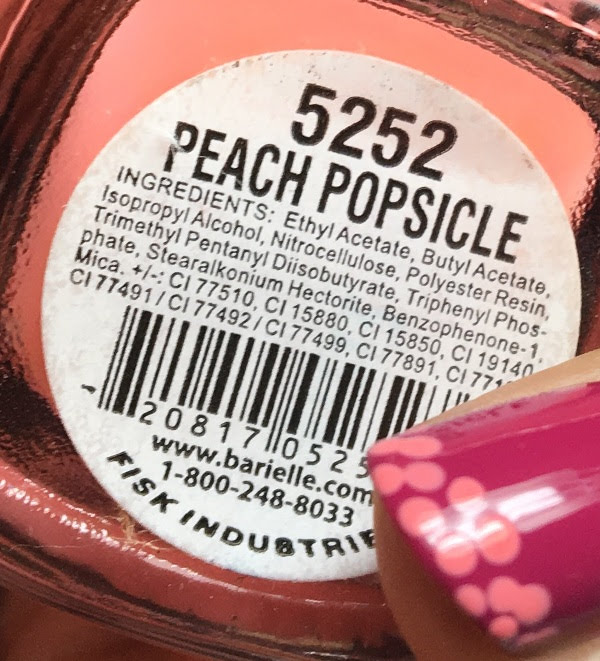 5252
PEACH POPSICLE
INGREDIENTS: Ethyl Acetate, Butyl Acetate,
Isopropyl Alcohol, Nitrocellulose, Polyester Resin,
Trimethyl Pentanyl Diisobutyrate, Triphenyl Phos-
phate, Stearalkonium Hectorite, Benzophenone-1,
Mica. +/-: CI 77510, CI 15880, CI 15850, CI 19140,
CI 77491 / CI 77492 / CI 77499, CI 77891, CI
20817 0525
www.barielle.com
1-800-248-8033
FISK INDUSTRIE